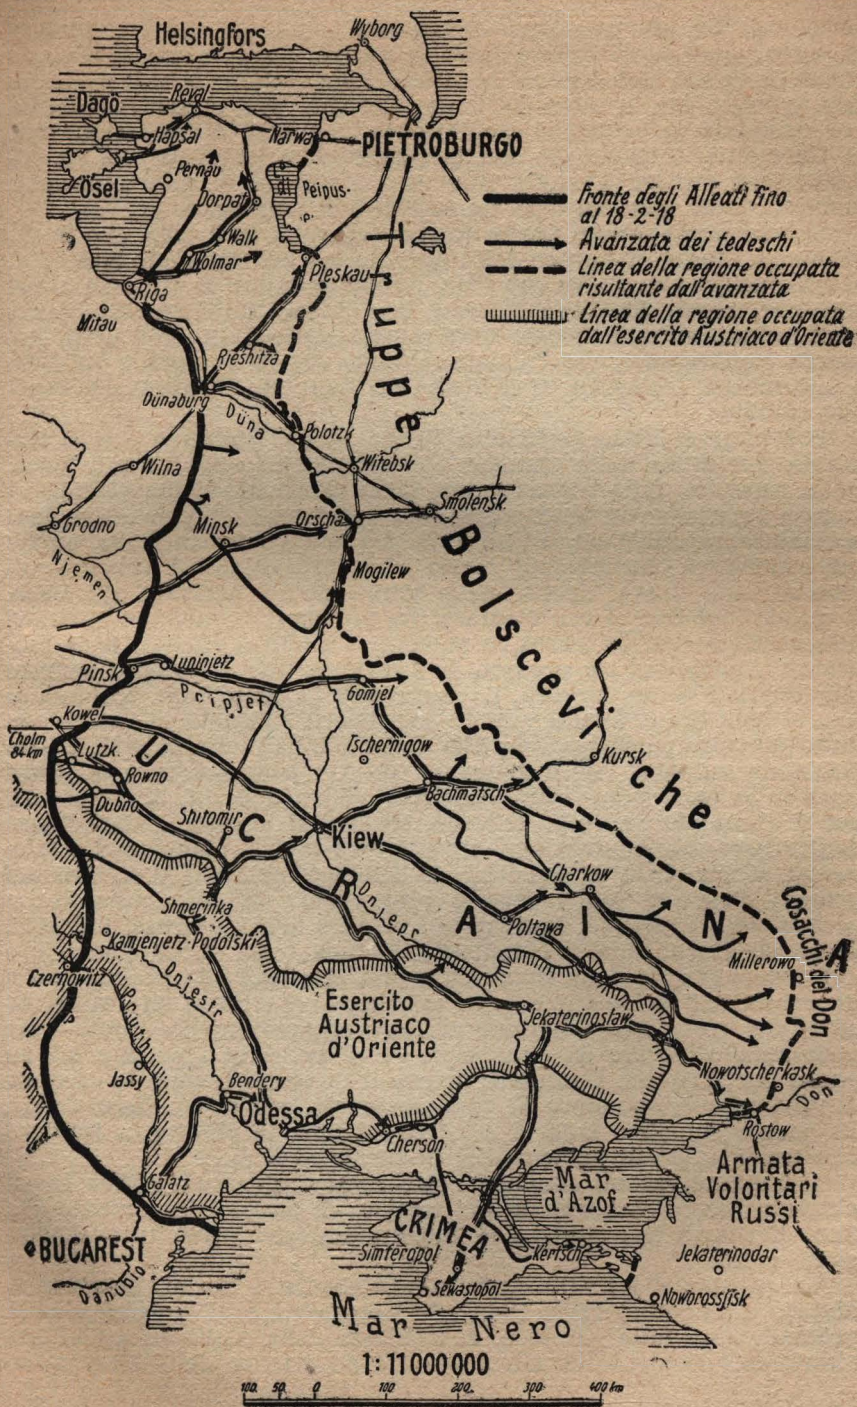 Helsingfors
Wyborg
Dagö
Reval
Hapsal
Narwa
PIETROBURGO
Ösel
Pernau
Dorpat
Peipus-
Walk
Wolmar
Pleskau
Riga
Mitau
Fronte degli Alleati fino
al 18-2-18
Avanzata dei tedeschi
Linea della regione occupata
risultante dall'avanzata
Linea della regione occupata
dall'esercito Austriaco d'Oriente
Rjeshitza
Dünaburg
Düna
Polotzk
Wilna
Witebsk
Smolensk
Grodno
Minsk
Orscha
Njemen
Mogilew
Truppe Bolsceviche
Pinsk
Luninjetz
Pripjet
Gomjel
Kowel
Cholm
84 km
Lutzk
Rowno
Dubno
Tschernigow
Kursk
Bachmatsch
Shitomir
Kiew
UCRAINA
Charkow
Shmerinka
Dnjepr
Poltawa
Kamienjetz-Podolski
Millerowo
Cosacchi del Don
Czernowitz
Dnjestr
Pruth
Esercito
Austriaco
d'Oriente
Jekaterinoslaw
Jassy
Bendery
Nowotscherkask
Don
Odessa
Cherson
Rostow
Galatz
Mar
d'Azof
Armata
Volontari
Russi
BUCAREST
CRIMEA
Simferopol
Kertsch
Jekaterinodar
Danubio
Sewastopol
Noworossijsk
Mar Nero
1:11000000
100 50 0 100 200 300 400 km